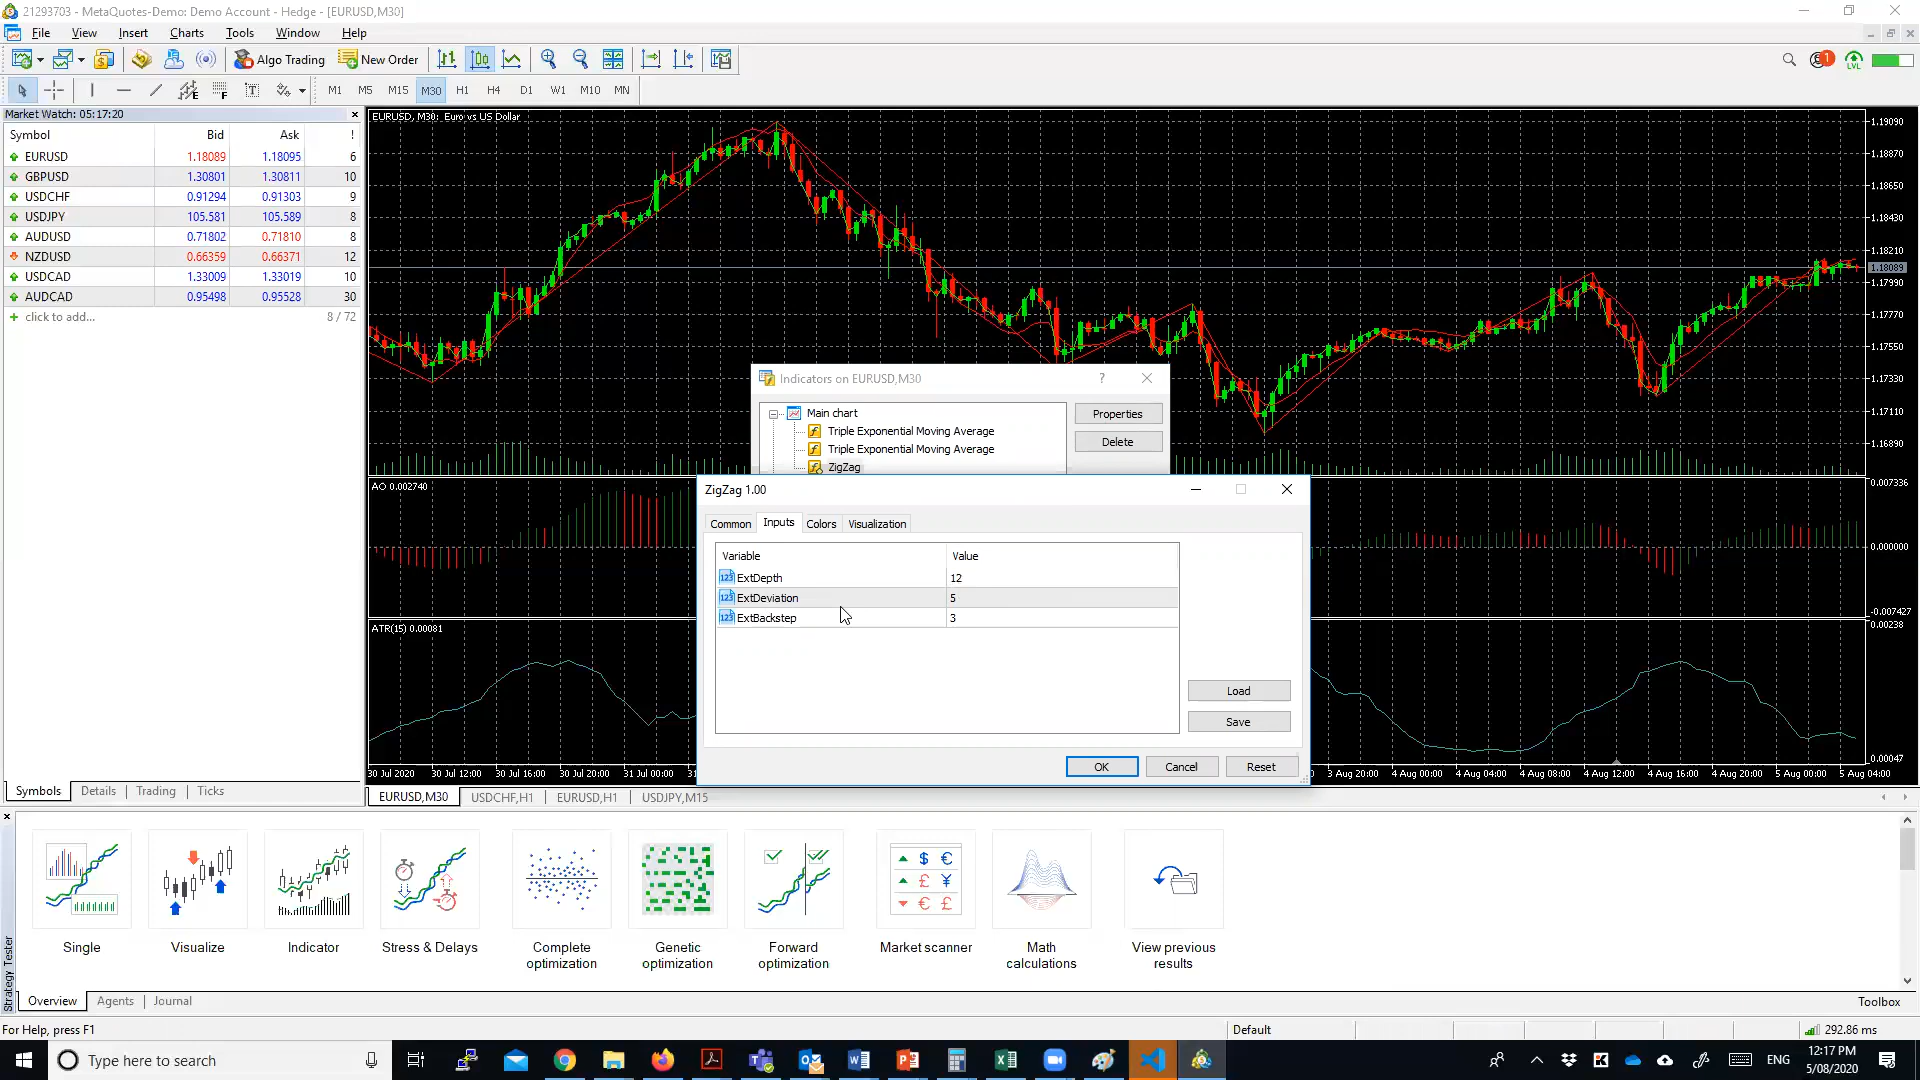 21293703 - MetaQuotes-Demo: Demo Account - Hedge - [EURUSD,M30]
File View Insert Charts Tools Window Help
Algo Trading New Order
1
LVL
E F T
M1 M5 M15 M30 H1 H4 D1 W1 M10 MN
Market Watch: 05:17:20
Symbol Bid Ask !
EURUSD 1.18089 1.18095 6
GBPUSD 1.30801 1.30811 10
USDCHF 0.91294 0.91303 9
USDJPY 105.581 105.589 8
AUDUSD 0.71802 0.71810 8
NZDUSD 0.66359 0.66371 12
USDCAD 1.33009 1.33019 10
AUDCAD 0.95498 0.95528 30
click to add... 8 / 72
Symbols Details Trading Ticks
EURUSD, M30: Euro vs US Dollar
1.19090
1.18870
1.18650
1.18430
1.18210
1.18089
1.17990
1.17770
1.17550
1.17330
1.17110
1.16890
AO 0.002740
0.007336
0.000000
-0.007427
ATR(15) 0.00081
0.00238
0.00047
30 Jul 2020 30 Jul 12:00 30 Jul 16:00 30 Jul 20:00 31 Jul 00:00
3 Aug 20:00 4 Aug 00:00 4 Aug 04:00 4 Aug 08:00 4 Aug 12:00 4 Aug 16:00 4 Aug 20:00 5 Aug 00:00 5 Aug 04:00
Indicators on EURUSD,M30 ?
Main chart
Triple Exponential Moving Average
Triple Exponential Moving Average
ZigZag
Properties
Delete
ZigZag 1.00
Common Inputs Colors Visualization
Variable Value
123 ExtDepth 12
123 ExtDeviation 5
123 ExtBackstep 3
Load
Save
OK Cancel Reset
EURUSD,M30 USDCHF,H1 EURUSD,H1 USDJPY,M15
Single
Visualize
Indicator
Stress & Delays
Complete
optimization
Genetic
optimization
Forward
optimization
Market scanner
Math
calculations
View previous
results
Strategy Tester
Overview Agents Journal
Toolbox
For Help, press F1
Default
292.86 ms
Type here to search
ENG
12:17 PM
5/08/2020